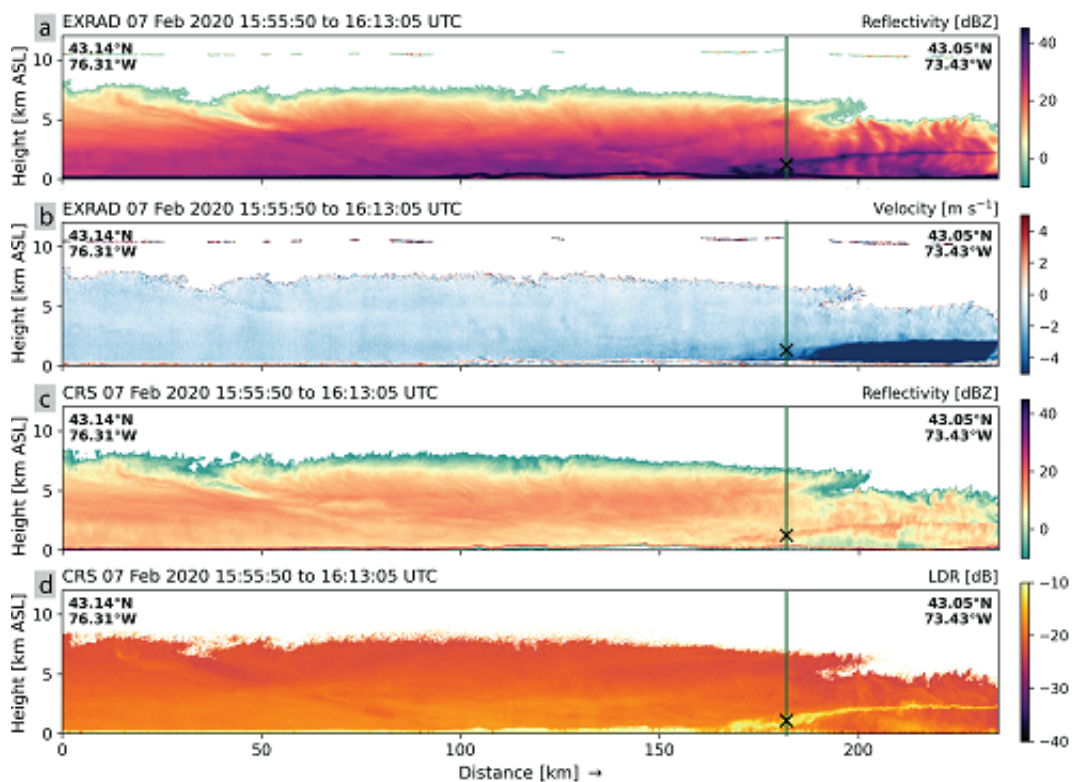 a EXRAD 07 Feb 2020 15:55:50 to 16:13:05 UTC Reflectivity [dBZ]
43.14°N 43.05°N
76.31°W 73.43°W
Height [km ASL]
10
5
0
40
20
0
b EXRAD 07 Feb 2020 15:55:50 to 16:13:05 UTC Velocity [m s⁻¹]
43.14°N 43.05°N
76.31°W 73.43°W
Height [km ASL]
10
5
0
4
2
0
−2
−4
c CRS 07 Feb 2020 15:55:50 to 16:13:05 UTC Reflectivity [dBZ]
43.14°N 43.05°N
76.31°W 73.43°W
Height [km ASL]
10
5
0
40
20
0
d CRS 07 Feb 2020 15:55:50 to 16:13:05 UTC LDR [dB]
43.14°N 43.05°N
76.31°W 73.43°W
Height [km ASL]
10
5
0
−10
−20
−30
−40
0 50 100 150 200
Distance [km] →